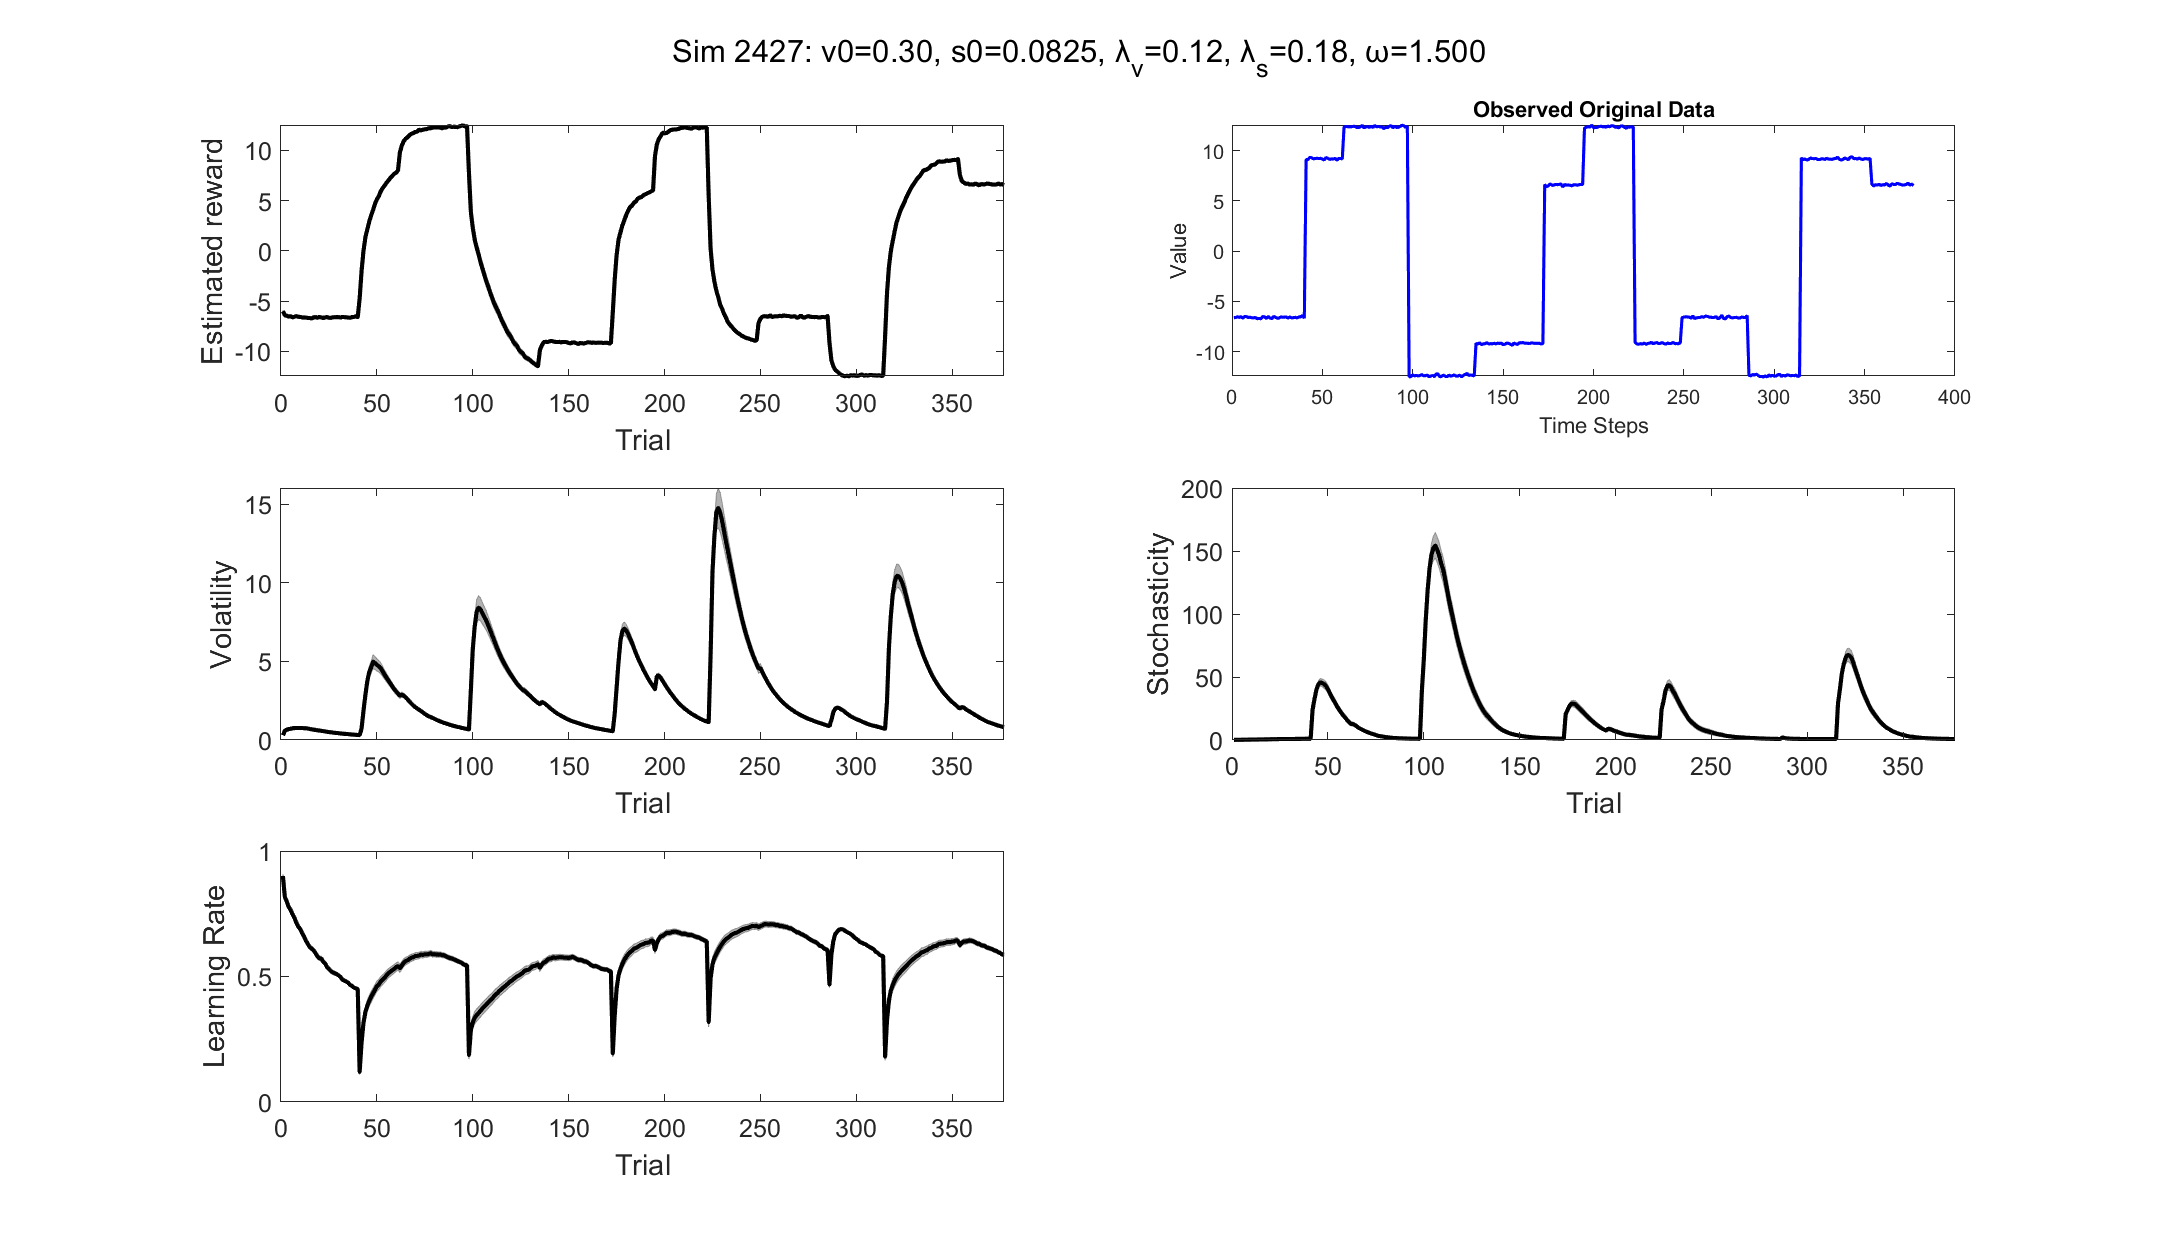 Sim 2427: v0=0.30, s0=0.0825, λv=0.12, λs=0.18, ω=1.500
Estimated reward
10
5
0
-5
-10
0 50 100 150 200 250 300 350
Trial
Observed Original Data
Value
10
5
0
-5
-10
0 50 100 150 200 250 300 350 400
Time Steps
Volatility
15
10
5
0
0 50 100 150 200 250 300 350
Trial
Stochasticity
200
150
100
50
0
0 50 100 150 200 250 300 350
Trial
Learning Rate
1
0.5
0
0 50 100 150 200 250 300 350
Trial